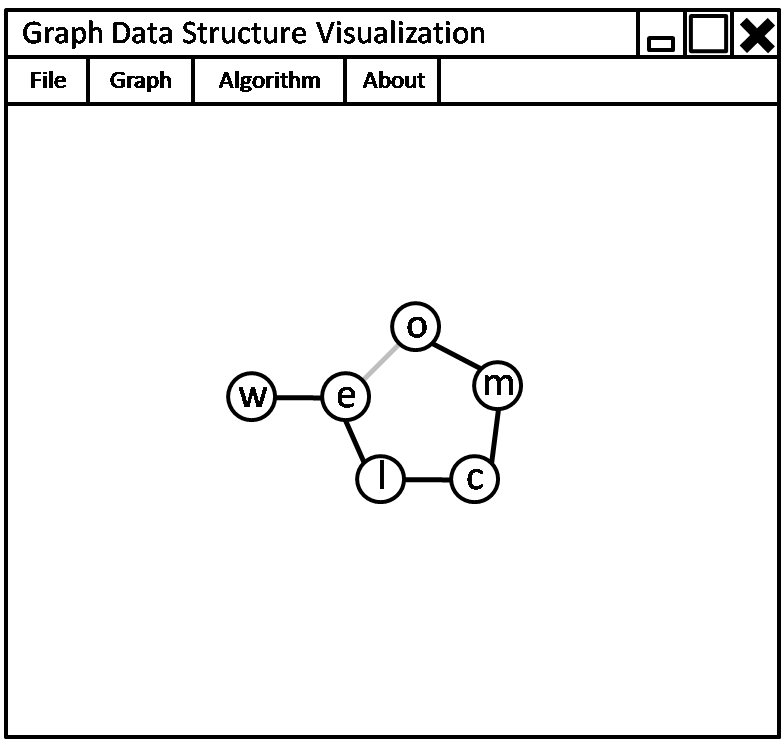 Graph Data Structure Visualization
File Graph Algorithm About
o
m
w e
l c